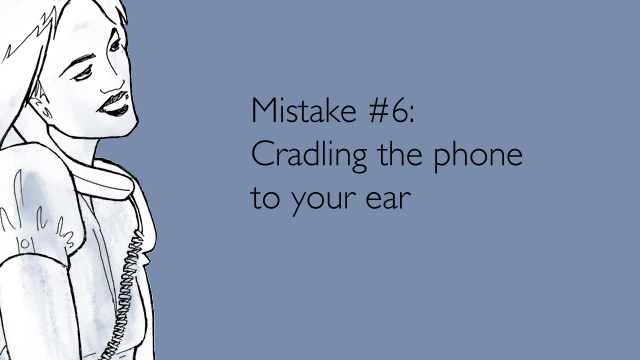 Mistake #6:
Cradling the phone
to your ear